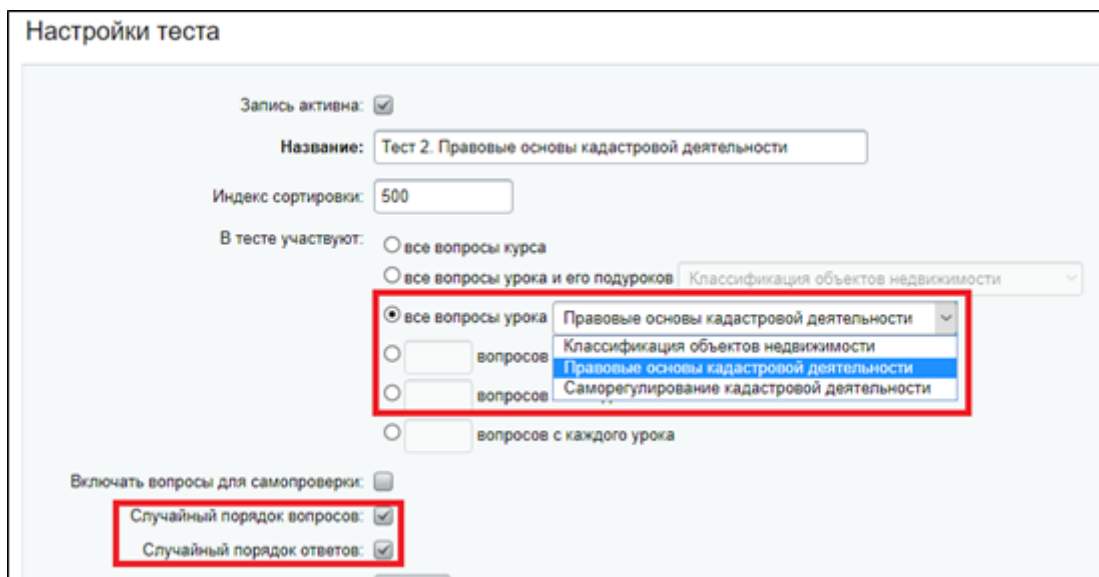 Настройки теста
Запись активна:
Название: Тест 2. Правовые основы кадастровой деятельности
Индекс сортировки: 500
В тесте участвуют: все вопросы курса
все вопросы урока и его подуроков Классификация объектов недвижимости
все вопросы урока Правовые основы кадастровой деятельности
Классификация объектов недвижимости
вопросов Правовые основы кадастровой деятельности
вопросов Саморегулирование кадастровой деятельности
вопросов с каждого урока
Включать вопросы для самопроверки:
Случайный порядок вопросов:
Случайный порядок ответов: